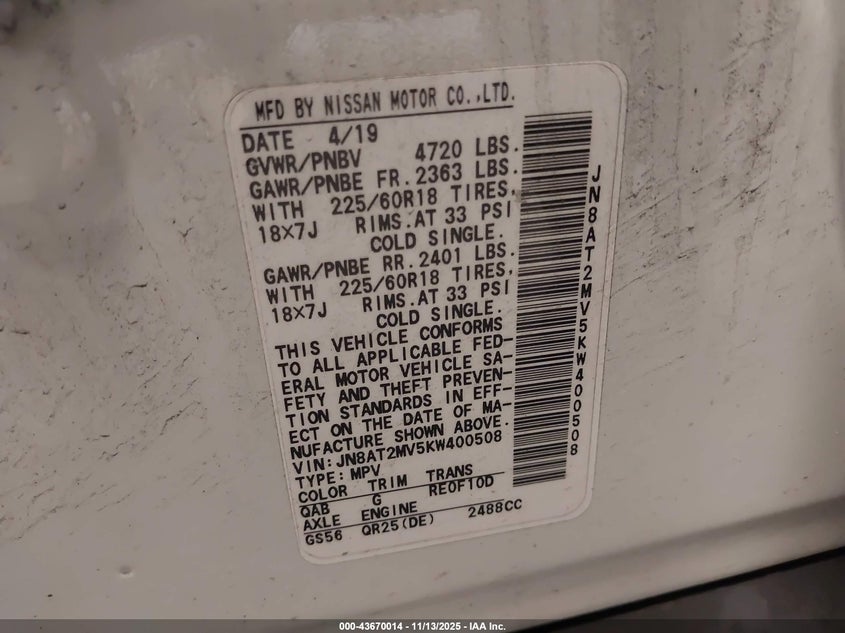 MFD BY NISSAN MOTOR CO.,LTD.
DATE 4/19
GVWR/PNBV 4720 LBS.
GAWR/PNBE FR. 2363 LBS.
WITH 225/60R18 TIRES,
18×7J RIMS.AT 33 PSI
COLD SINGLE.
GAWR/PNBE RR. 2401 LBS.
WITH 225/60R18 TIRES,
18×7J RIMS.AT 33 PSI
COLD SINGLE.
THIS VEHICLE CONFORMS
TO ALL APPLICABLE FED-
ERAL MOTOR VEHICLE SA-
FETY AND THEFT PREVEN-
TION STANDARDS IN EFF-
ECT ON THE DATE OF MA-
NUFACTURE SHOWN ABOVE.
VIN: JN8AT2MV5KW400508
TYPE: MPV
COLOR TRIM TRANS
QAB G RE0F10D
AXLE ENGINE
GS56 QR25(DE) 2488CC
JN8AT2MV5KW400508
000-43670014 - 11/13/2025 - IAA Inc.